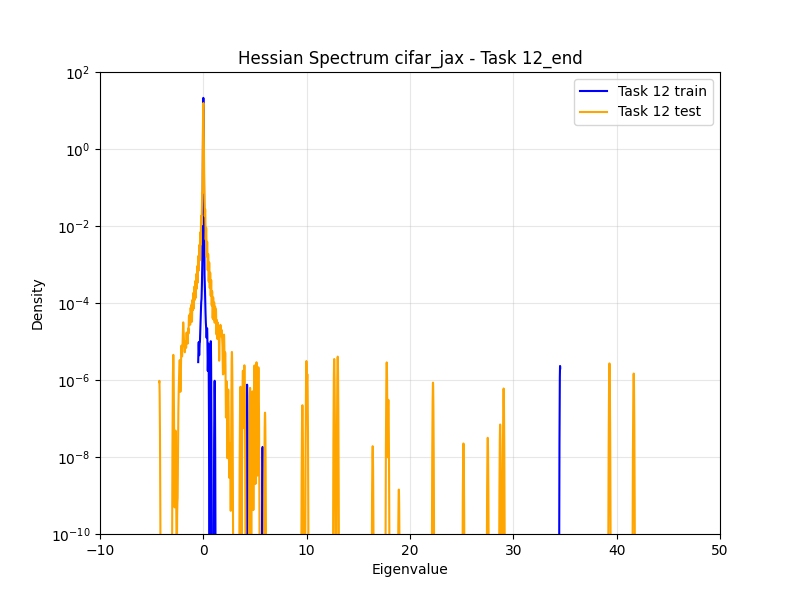 Hessian Spectrum cifar_jax - Task 12_end
Task 12 train
Task 12 test
Density
10^2
10^0
10^-2
10^-4
10^-6
10^-8
10^-10
-10
0
10
20
30
40
50
Eigenvalue